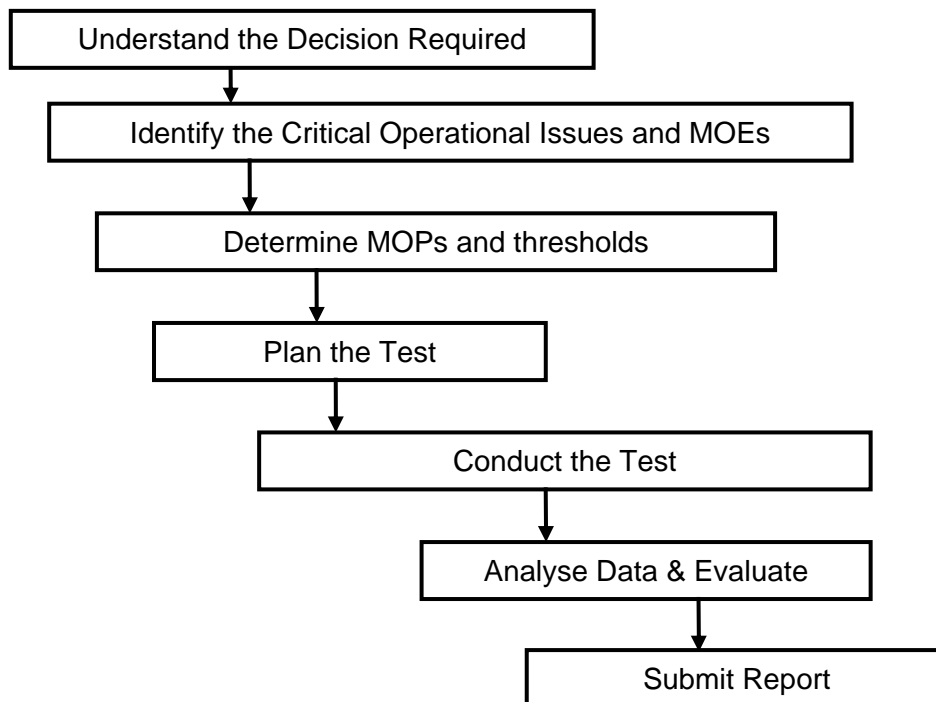 Understand the Decision Required
Identify the Critical Operational Issues and MOEs
Determine MOPs and thresholds
Plan the Test
Conduct the Test
Analyse Data & Evaluate
Submit Report